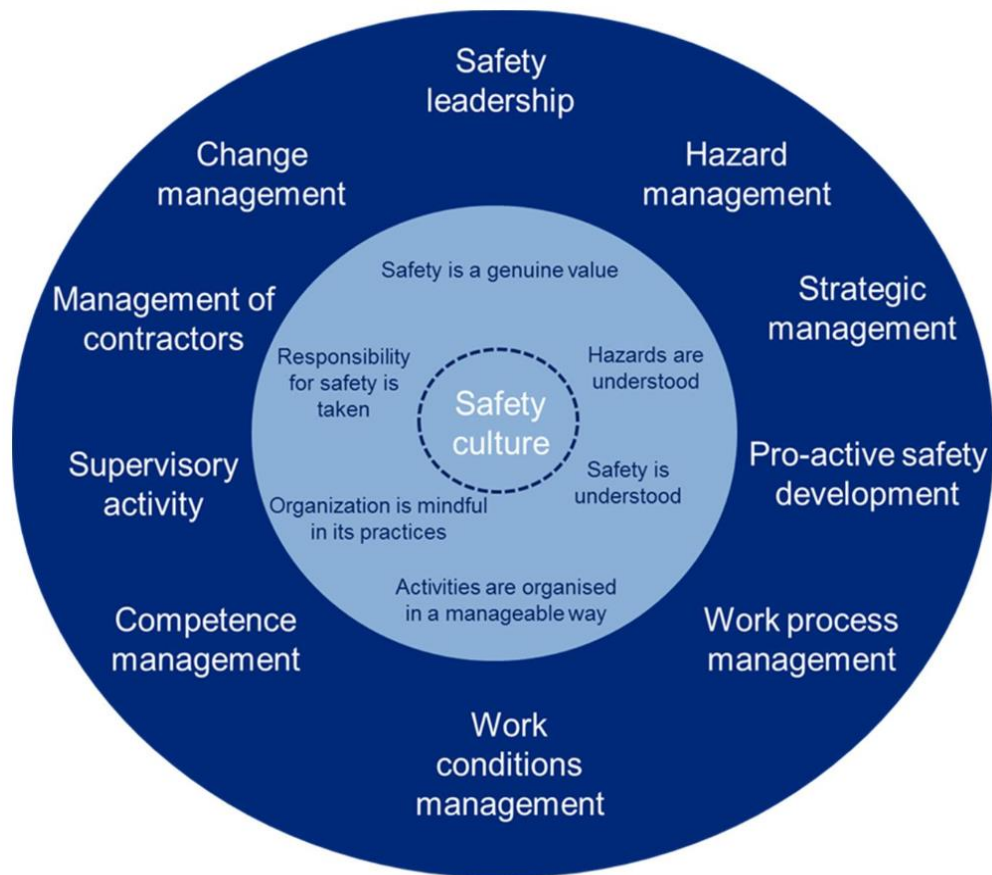 Safety
leadership
Hazard
management
Strategic
management
Pro-active safety
development
Work process
management
Work
conditions
management
Competence
management
Supervisory
activity
Management of
contractors
Change
management
Safety is a genuine value
Hazards are
understood
Safety is
understood
Activities are organised
in a manageable way
Organization is mindful
in its practices
Responsibility
for safety is
taken
Safety
culture